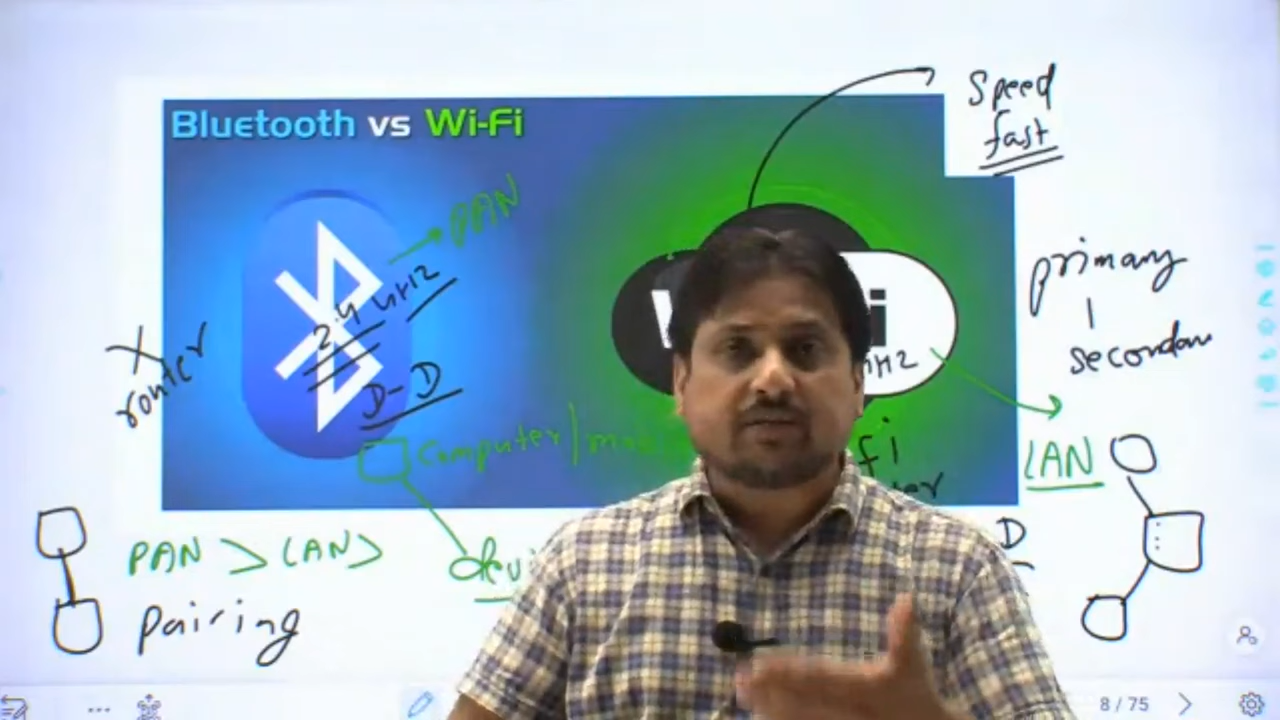 Speed
fast
Bluetooth vs Wi-Fi
PAN
2.4 GHz
primary
secondary
X
router
D-D
Computer/
fi
LAN
D
PAN > LAN >
pairing
8 / 75